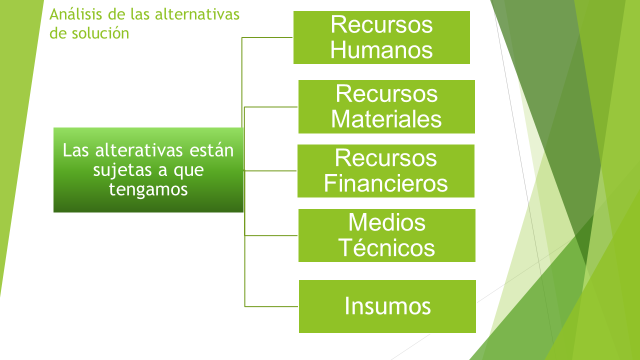 Análisis de las alternativas
de solución
Las alterativas están
sujetas a que
tengamos
Recursos
Humanos
Recursos
Materiales
Recursos
Financieros
Medios
Técnicos
Insumos